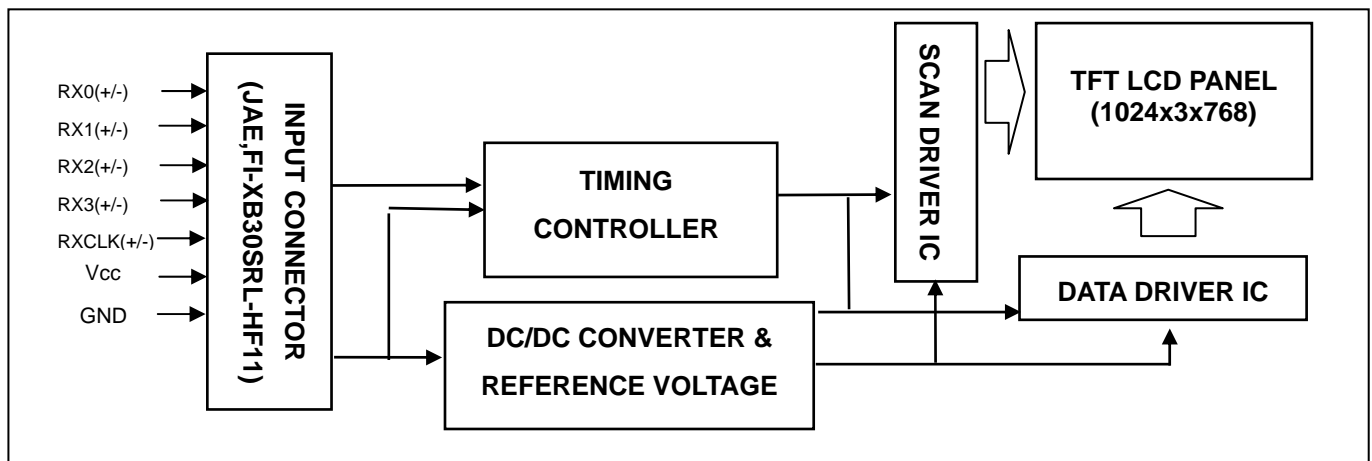 RX0(+/-)
RX1(+/-)
RX2(+/-)
RX3(+/-)
RXCLK(+/-)
Vcc
GND
INPUT CONNECTOR
(JAE,FI-XB30SRL-HF11)
TIMING
CONTROLLER
DC/DC CONVERTER &
REFERENCE VOLTAGE
SCAN DRIVER IC
TFT LCD PANEL
(1024x3x768)
DATA DRIVER IC